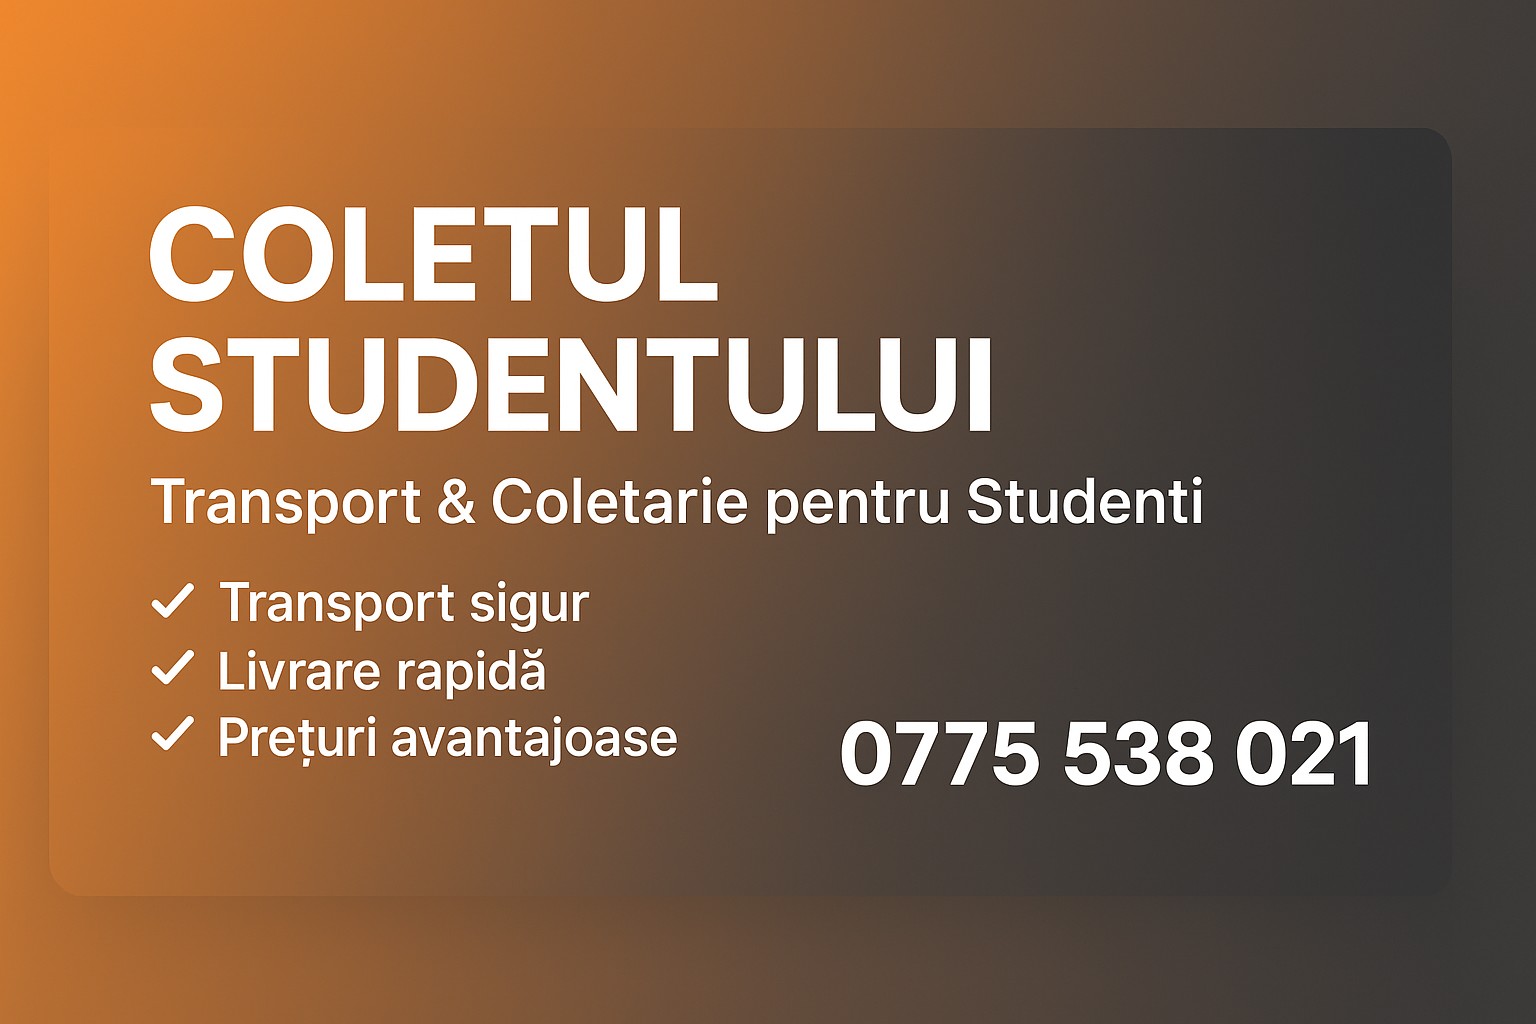 COLETUL
STUDENTULUI
Transport & Coletarie pentru Studenti
✓ Transport sigur
✓ Livrare rapidă
✓ Prețuri avantajoase
0775 538 021